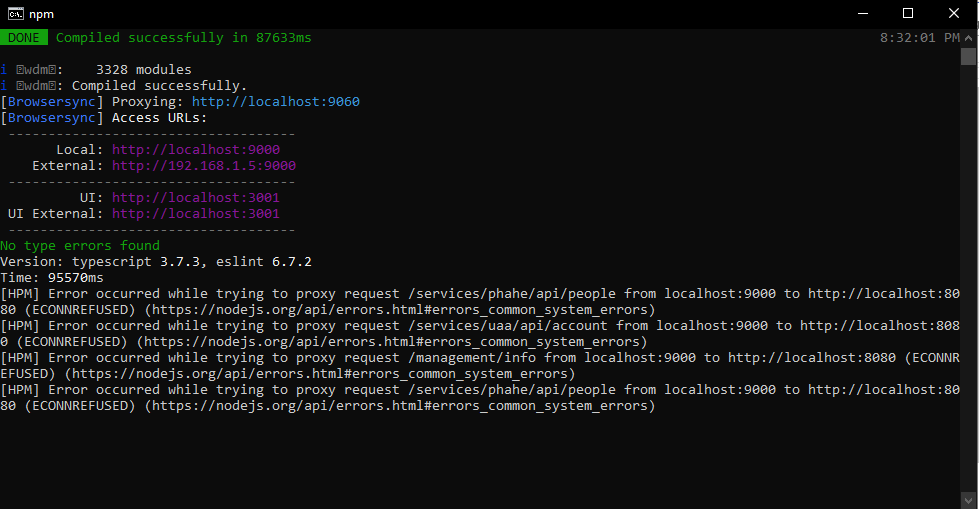 npm
DONE Compiled successfully in 87633ms 8:32:01 PM
i 「wdm」: 3328 modules
i 「wdm」: Compiled successfully.
[Browsersync] Proxying: http://localhost:9060
[Browsersync] Access URLs:
-----------------------------------
Local: http://localhost:9000
External: http://192.168.1.5:9000
-----------------------------------
UI: http://localhost:3001
UI External: http://localhost:3001
-----------------------------------
No type errors found
Version: typescript 3.7.3, eslint 6.7.2
Time: 95570ms
[HPM] Error occurred while trying to proxy request /services/phahe/api/people from localhost:9000 to http://localhost:80
80 (ECONNREFUSED) (https://nodejs.org/api/errors.html#errors_common_system_errors)
[HPM] Error occurred while trying to proxy request /services/uaa/api/account from localhost:9000 to http://localhost:808
0 (ECONNREFUSED) (https://nodejs.org/api/errors.html#errors_common_system_errors)
[HPM] Error occurred while trying to proxy request /management/info from localhost:9000 to http://localhost:8080 (ECONNR
EFUSED) (https://nodejs.org/api/errors.html#errors_common_system_errors)
[HPM] Error occurred while trying to proxy request /services/phahe/api/people from localhost:9000 to http://localhost:80
80 (ECONNREFUSED) (https://nodejs.org/api/errors.html#errors_common_system_errors)